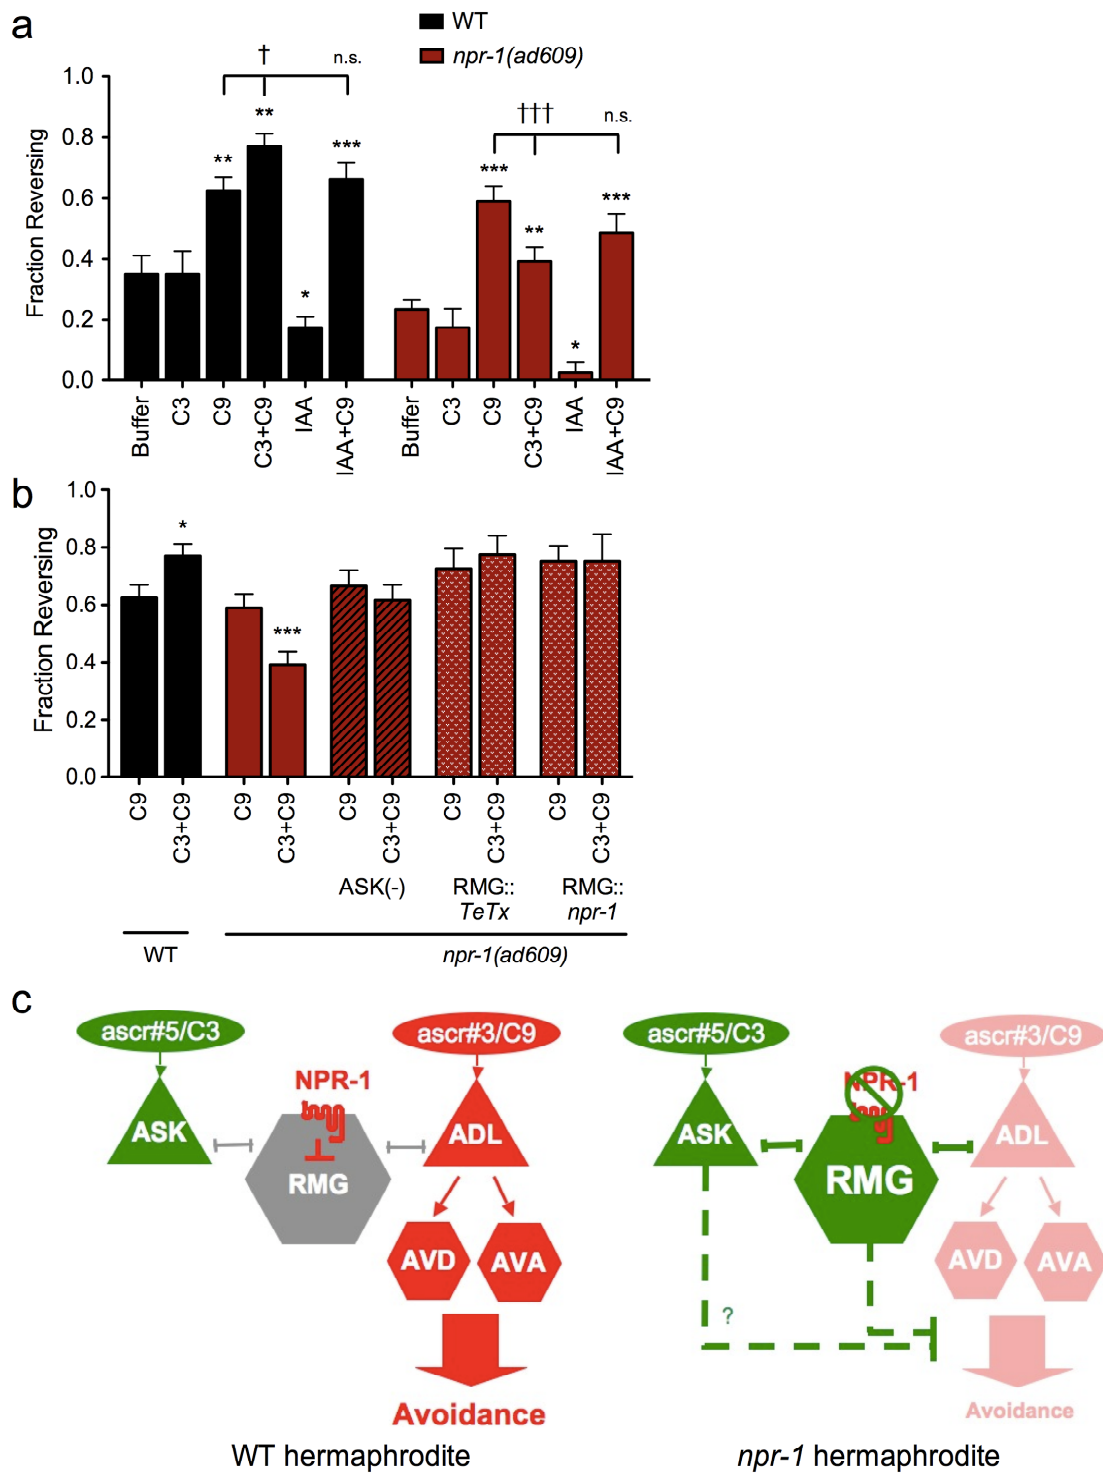 a
WT
npr-1(ad609)
† n.s.
††† n.s.
** ** * ***
*** ** * ***
Fraction Reversing
1.0
0.8
0.6
0.4
0.2
0.0
Buffer C3 C9 C3+C9 IAA IAA+C9 Buffer C3 C9 C3+C9 IAA IAA+C9
b
Fraction Reversing
1.0
0.8
0.6
0.4
0.2
0.0
* ***
C9 C3+C9 C9 C3+C9 C9 C3+C9 C9 C3+C9 C9 C3+C9
ASK(-) RMG:: RMG::
TeTx npr-1
WT npr-1(ad609)
c
ascr#5/C3 ascr#3/C9
NPR-1
ASK ADL
RMG
AVD AVA
Avoidance
WT hermaphrodite
ascr#5/C3 ascr#3/C9
NPR-1
ASK ADL
RMG
AVD AVA
?
Avoidance
npr-1 hermaphrodite